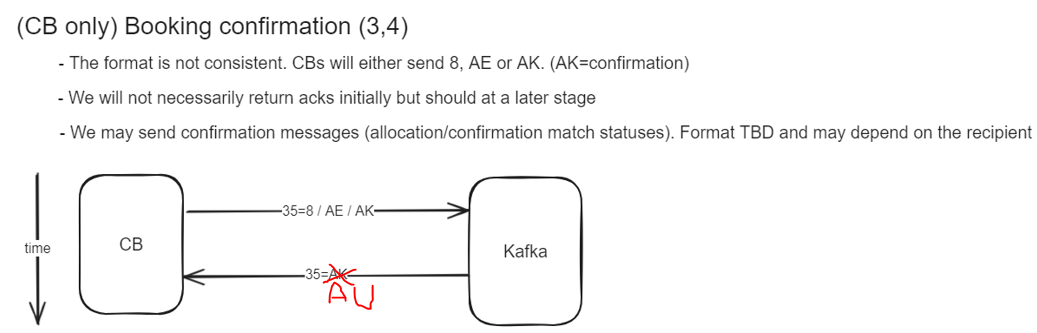 (CB only) Booking confirmation (3,4)
- The format is not consistent. CBs will either send 8, AE or AK. (AK=confirmation)
- We will not necessarily return acks initially but should at a later stage
- We may send confirmation messages (allocation/confirmation match statuses). Format TBD and may depend on the recipient
35=8 / AE / AK
time
CB
Kafka
35=AK
AU